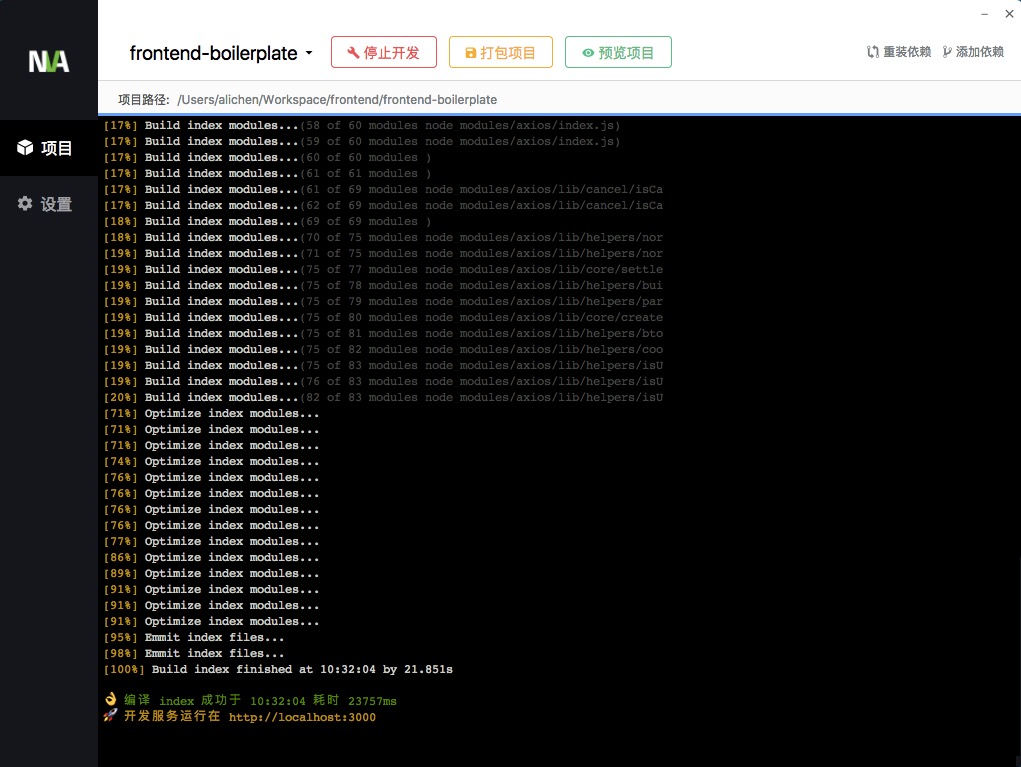 NVA
frontend-boilerplate
停止开发
打包项目
预览项目
重装依赖
添加依赖
项目路径: /Users/alichen/Workspace/frontend/frontend-boilerplate
项目
设置
[17%] Build index modules...(58 of 60 modules node modules/axios/index.js)
[17%] Build index modules...(59 of 60 modules node modules/axios/index.js)
[17%] Build index modules...(60 of 60 modules )
[17%] Build index modules...(61 of 61 modules )
[17%] Build index modules...(61 of 69 modules node modules/axios/lib/cancel/isCa
[17%] Build index modules...(62 of 69 modules node modules/axios/lib/cancel/isCa
[18%] Build index modules...(69 of 69 modules )
[18%] Build index modules...(70 of 75 modules node modules/axios/lib/helpers/nor
[19%] Build index modules...(71 of 75 modules node modules/axios/lib/helpers/nor
[19%] Build index modules...(75 of 77 modules node modules/axios/lib/core/settle
[19%] Build index modules...(75 of 78 modules node modules/axios/lib/helpers/bui
[19%] Build index modules...(75 of 79 modules node modules/axios/lib/helpers/par
[19%] Build index modules...(75 of 80 modules node modules/axios/lib/core/create
[19%] Build index modules...(75 of 81 modules node modules/axios/lib/helpers/bto
[19%] Build index modules...(75 of 82 modules node modules/axios/lib/helpers/coo
[19%] Build index modules...(75 of 83 modules node modules/axios/lib/helpers/isU
[19%] Build index modules...(76 of 83 modules node modules/axios/lib/helpers/isU
[20%] Build index modules...(82 of 83 modules node modules/axios/lib/helpers/isU
[71%] Optimize index modules...
[71%] Optimize index modules...
[71%] Optimize index modules...
[74%] Optimize index modules...
[76%] Optimize index modules...
[76%] Optimize index modules...
[76%] Optimize index modules...
[76%] Optimize index modules...
[77%] Optimize index modules...
[86%] Optimize index modules...
[89%] Optimize index modules...
[91%] Optimize index modules...
[91%] Optimize index modules...
[91%] Optimize index modules...
[95%] Emmit index files...
[98%] Emmit index files...
[100%] Build index finished at 10:32:04 by 21.851s
👌 编译 index 成功于 10:32:04 耗时 23757ms
🚀 开发服务运行在 http://localhost:3000